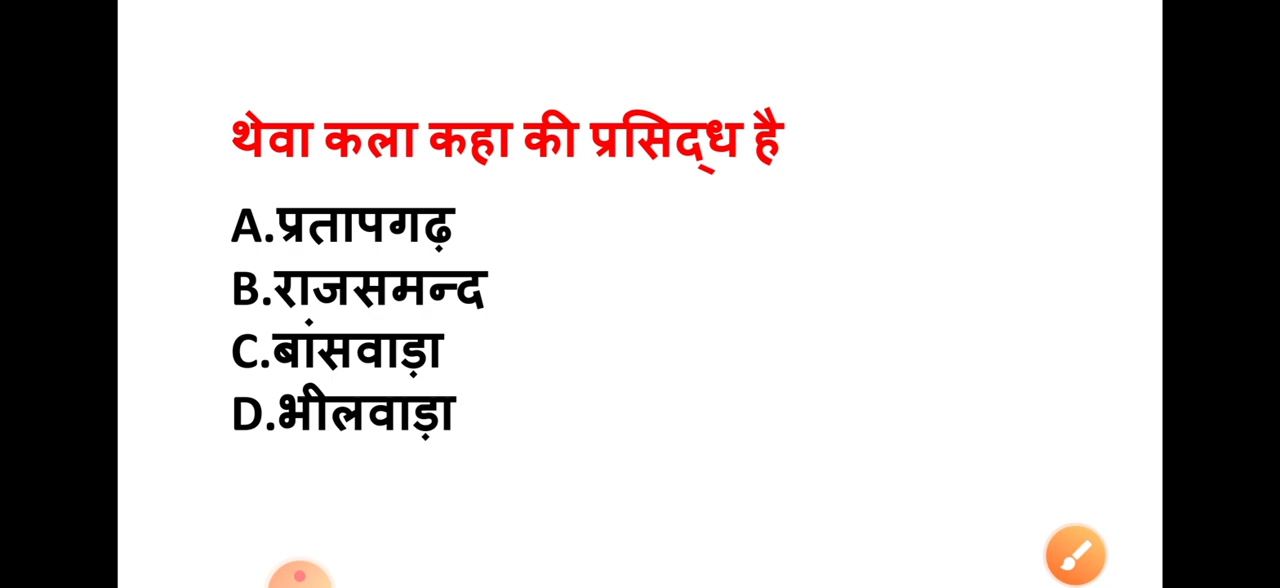 थेवा कला कहा की प्रसिद्ध है
A.प्रतापगढ़
B.राजसमन्द
C.बांसवाड़ा
D.भीलवाड़ा